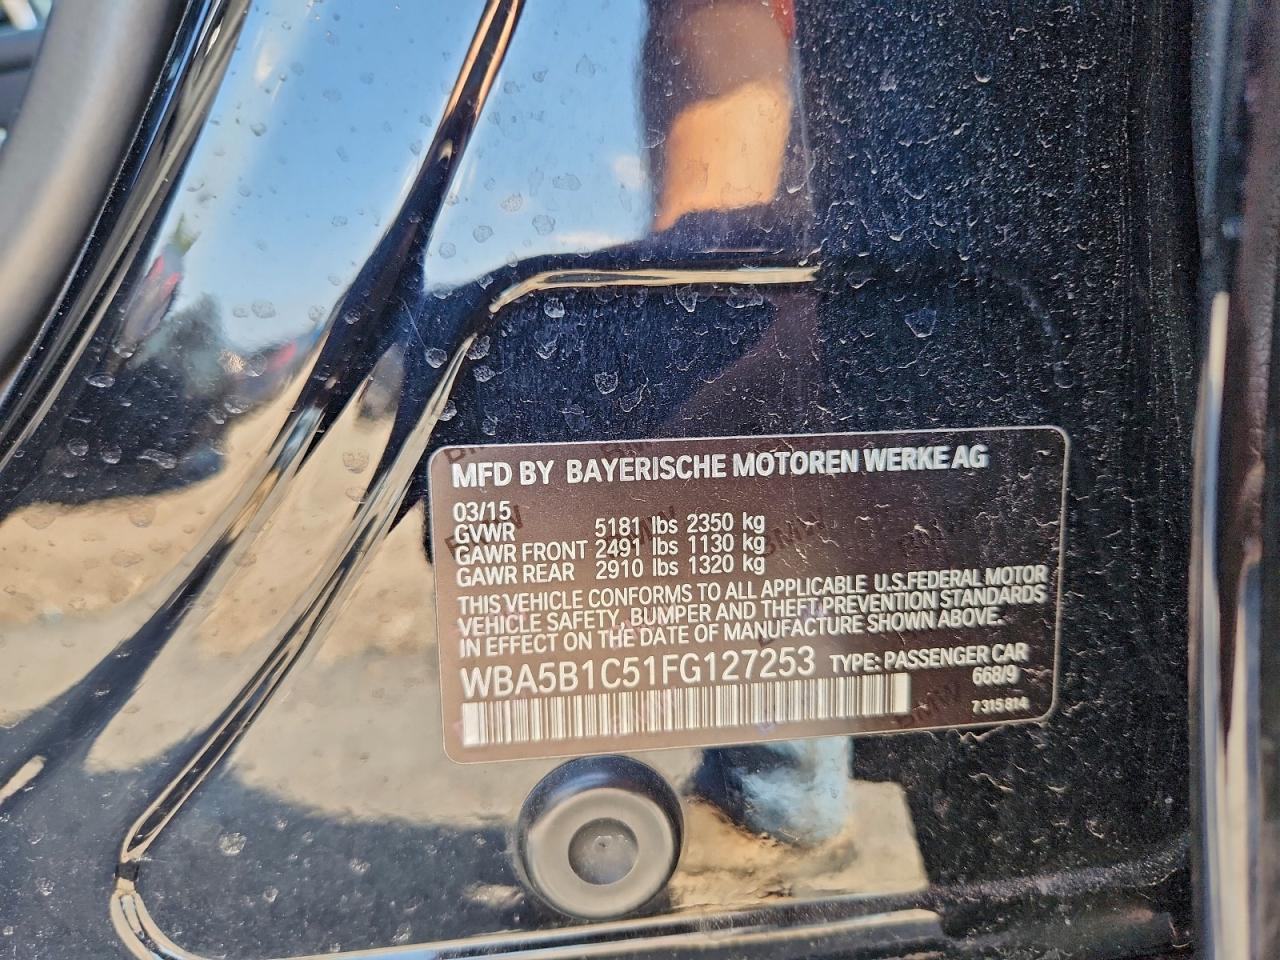 MFD BY BAYERISCHE MOTOREN WERKE AG
03/15
GVWR 5181 lbs 2350 kg
GAWR FRONT 2491 lbs 1130 kg
GAWR REAR 2910 lbs 1320 kg
THIS VEHICLE CONFORMS TO ALL APPLICABLE U.S.FEDERAL MOTOR
VEHICLE SAFETY, BUMPER AND THEFT PREVENTION STANDARDS
IN EFFECT ON THE DATE OF MANUFACTURE SHOWN ABOVE.
WBA5B1C51FG127253 TYPE: PASSENGER CAR
668/9
7315814